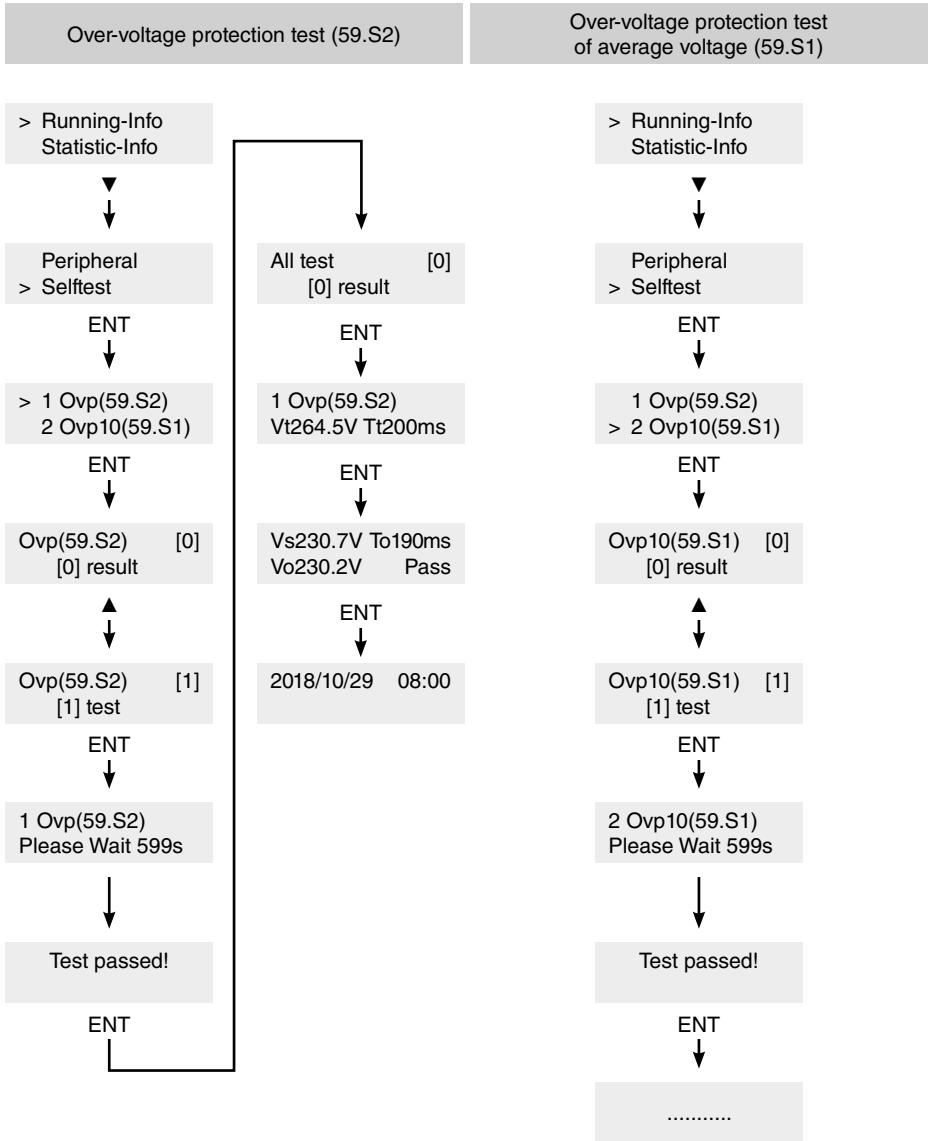 Over-voltage protection test (59.S2)
> Running-Info
Statistic-Info
▼
Peripheral
> Selftest
ENT
> 1 Ovp(59.S2)
2 Ovp10(59.S1)
ENT
Ovp(59.S2) [0]
[0] result
▲
Ovp(59.S2) [1]
[1] test
ENT
1 Ovp(59.S2)
Please Wait 599s
Test passed!
ENT
All test [0]
[0] result
ENT
1 Ovp(59.S2)
Vt264.5V Tt200ms
ENT
Vs230.7V To190ms
Vo230.2V Pass
ENT
2018/10/29 08:00
Over-voltage protection test
of average voltage (59.S1)
> Running-Info
Statistic-Info
▼
Peripheral
> Selftest
ENT
1 Ovp(59.S2)
> 2 Ovp10(59.S1)
ENT
Ovp10(59.S1) [0]
[0] result
▲
Ovp10(59.S1) [1]
[1] test
ENT
2 Ovp10(59.S1)
Please Wait 599s
Test passed!
ENT
...........